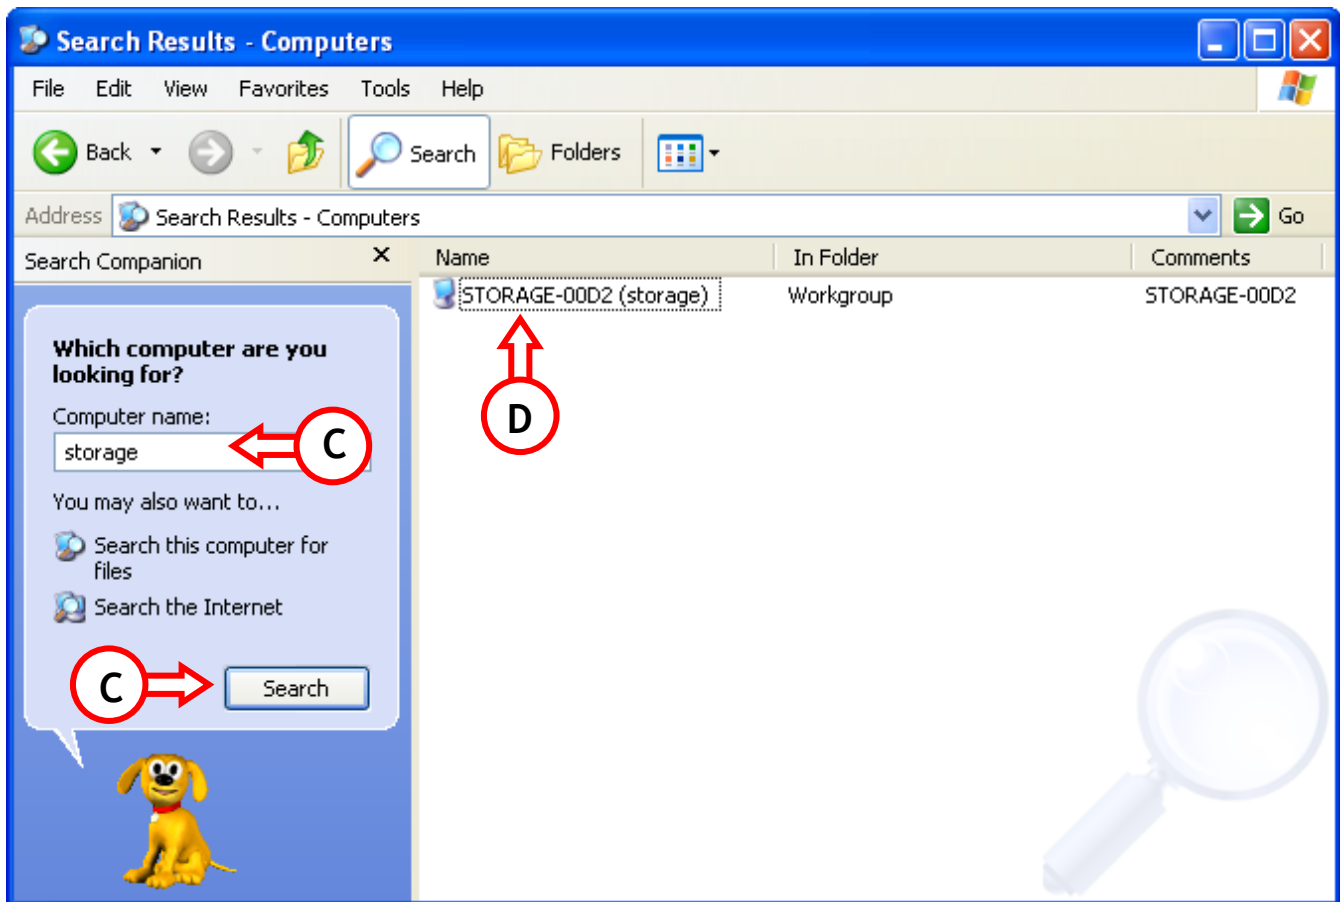 Search Results - Computers
File Edit View Favorites Tools Help
Back Search Folders
Address Search Results - Computers Go
Search Companion
Name In Folder Comments
STORAGE-00D2 (storage) Workgroup STORAGE-00D2
Which computer are you
looking for?
Computer name:
storage
C
D
You may also want to...
Search this computer for
files
Search the Internet
C
Search